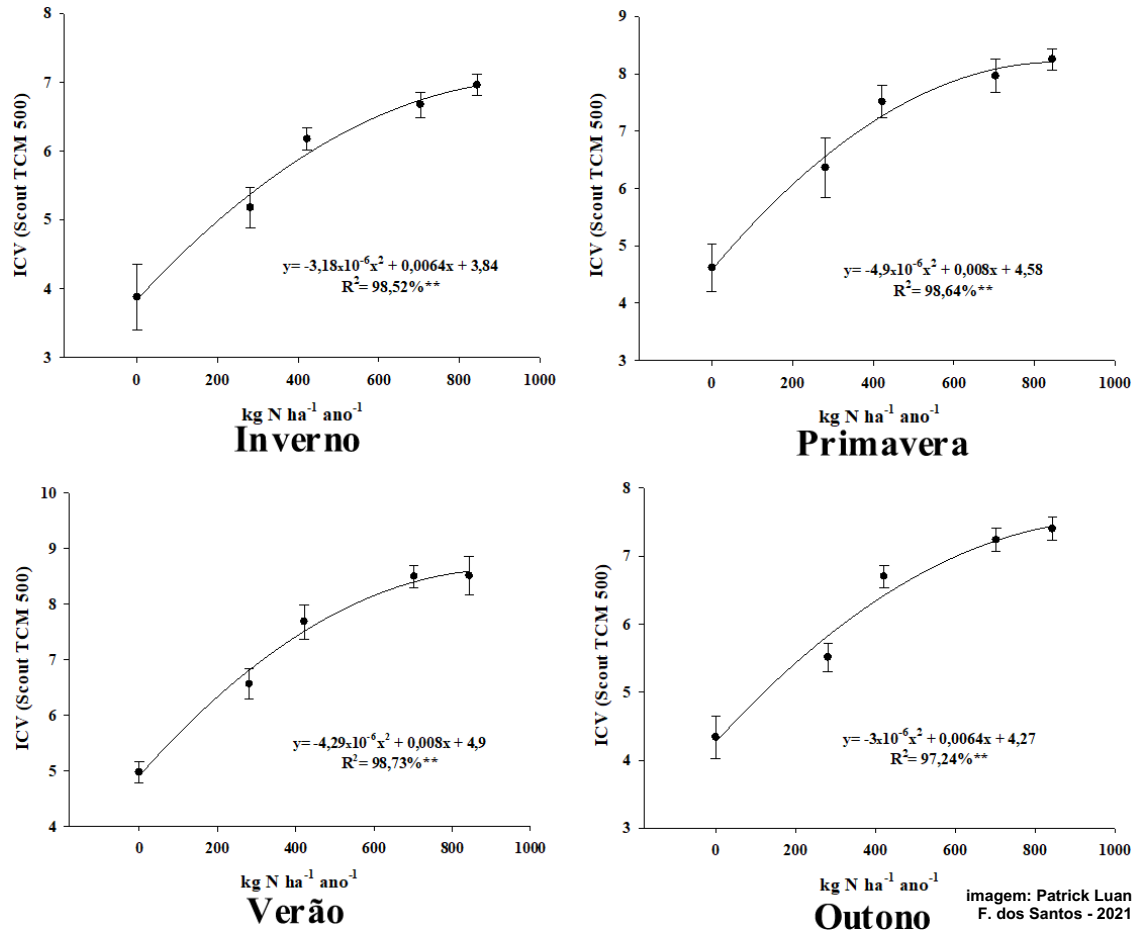 7
6
5
4
3
ICV (Scout TCM 500)
y= -3,18x10⁻⁶x² + 0,0064x + 3,84
R²= 98,52%**
0 200 400 600 800 1000
kg N ha⁻¹ ano⁻¹
Inverno
9
8
7
6
5
4
3
ICV (Scout TCM 500)
y= -4,9x10⁻⁶x² + 0,008x + 4,58
R²= 98,64%**
0 200 400 600 800 1000
kg N ha⁻¹ ano⁻¹
Primavera
10
9
8
7
6
5
4
ICV (Scout TCM 500)
y= -4,29x10⁻⁶x² + 0,008x + 4,9
R²= 98,73%**
0 200 400 600 800 1000
kg N ha⁻¹ ano⁻¹
Verão
8
7
6
5
4
3
ICV (Scout TCM 500)
y= -3x10⁻⁶x² + 0,0064x + 4,27
R²= 97,24%**
0 200 400 600 800 1000
kg N ha⁻¹ ano⁻¹
Outono
imagem: Patrick Luan
F. dos Santos - 2021
8